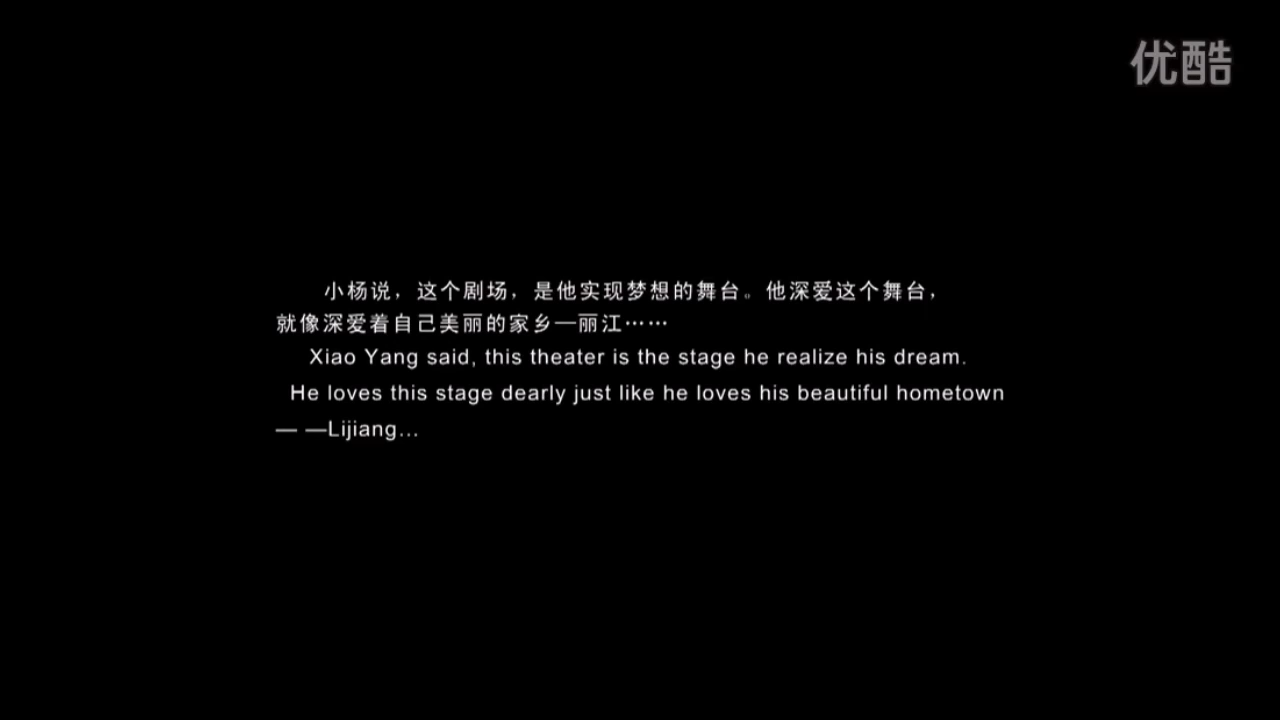 优酷
小杨说，这个剧场，是他实现梦想的舞台。他深爱这个舞台，
就像深爱着自己美丽的家乡—丽江……
Xiao Yang said, this theater is the stage he realize his dream.
He loves this stage dearly just like he loves his beautiful hometown
— —Lijiang...